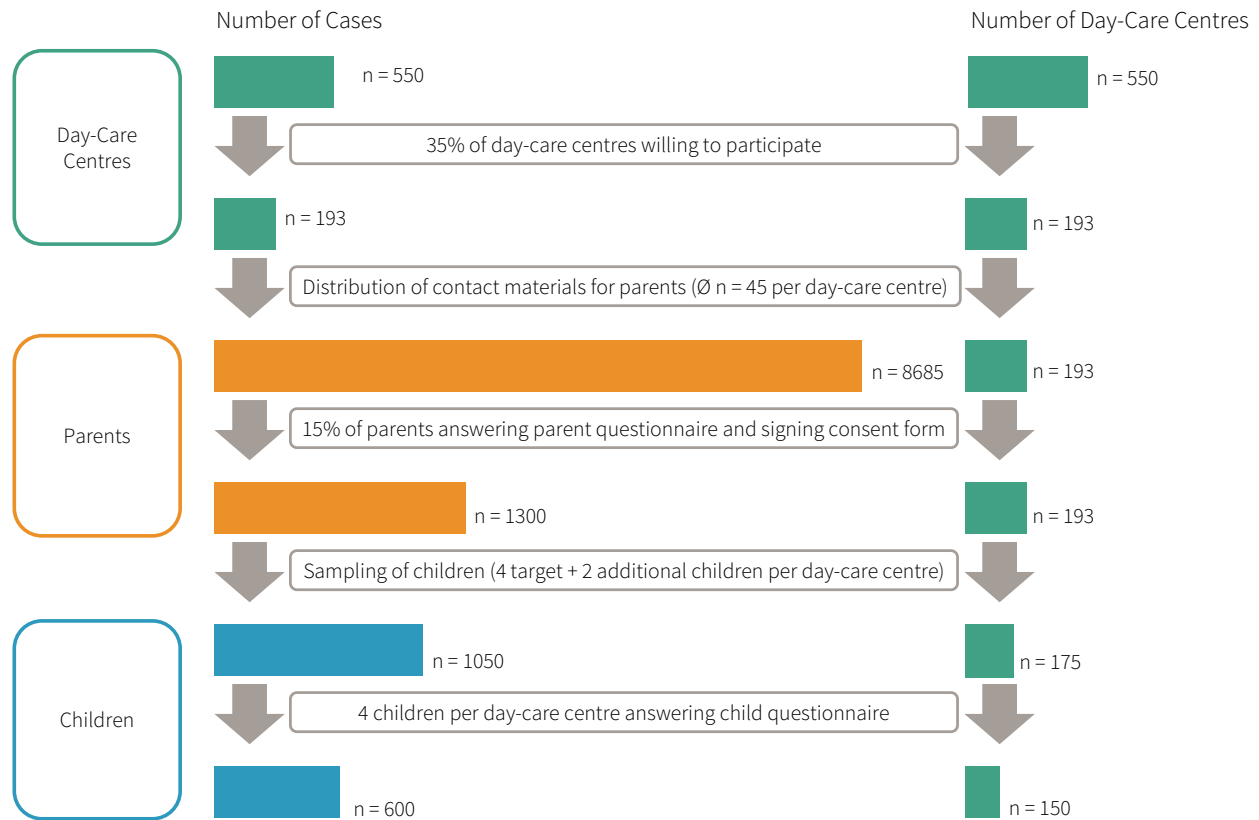 Number of Cases
Number of Day-Care Centres
Day-Care
Centres
n = 550
n = 550
35% of day-care centres willing to participate
n = 193
n = 193
Distribution of contact materials for parents (Ø n = 45 per day-care centre)
Parents
n = 8685
n = 193
15% of parents answering parent questionnaire and signing consent form
n = 1300
n = 193
Sampling of children (4 target + 2 additional children per day-care centre)
Children
n = 1050
n = 175
4 children per day-care centre answering child questionnaire
n = 600
n = 150